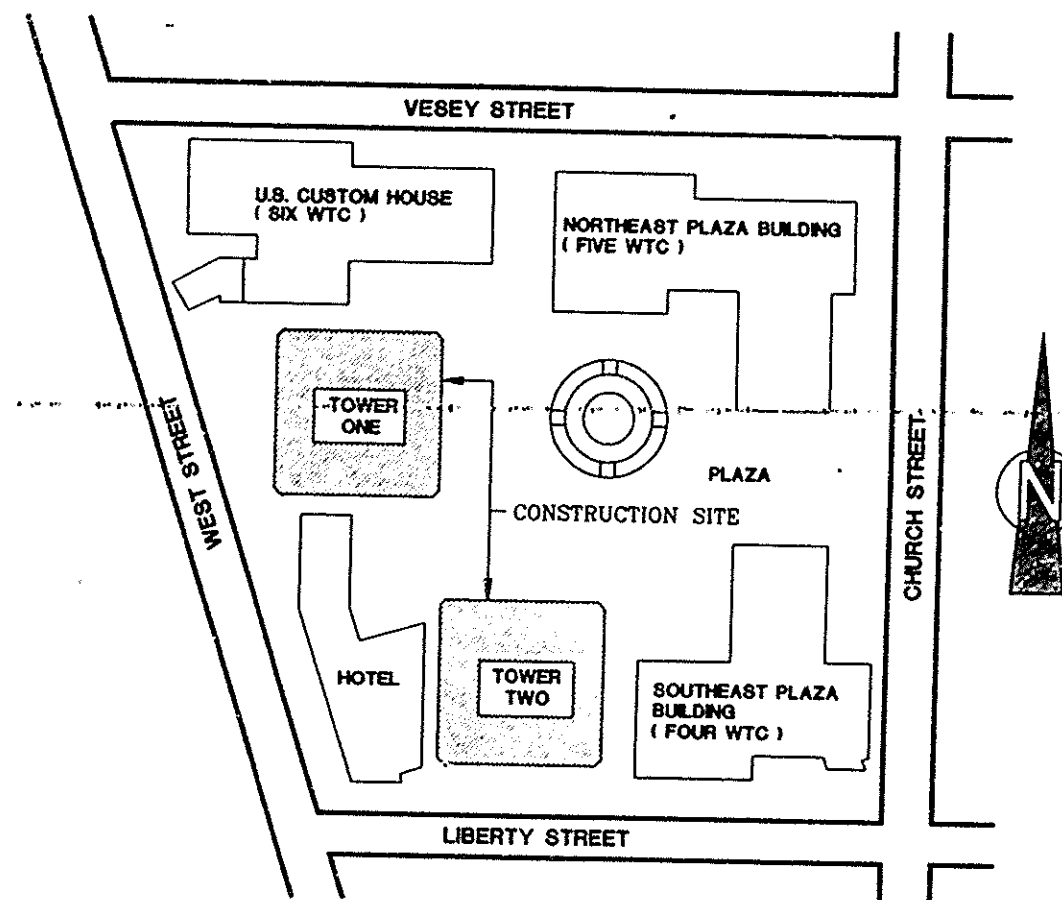 VESEY STREET
U.S. CUSTOM HOUSE
( SIX WTC )
NORTHEAST PLAZA BUILDING
( FIVE WTC )
TOWER
ONE
WEST STREET
PLAZA
CHURCH STREET
N
CONSTRUCTION SITE
HOTEL
TOWER
TWO
SOUTHEAST PLAZA
BUILDING
( FOUR WTC )
LIBERTY STREET